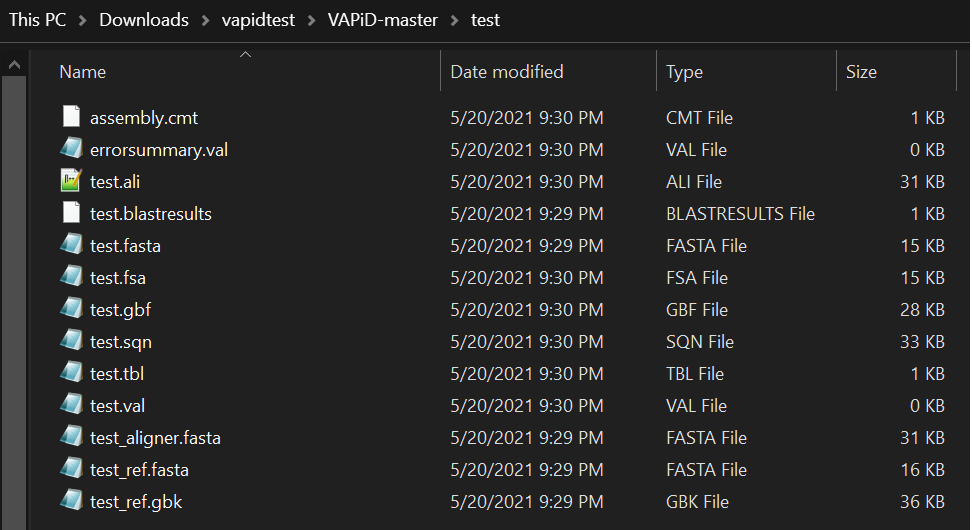 This PC > Downloads > vapidtest > VAPiD-master > test
Name Date modified Type Size
assembly.cmt 5/20/2021 9:30 PM CMT File 1 KB
errorsummary.val 5/20/2021 9:30 PM VAL File 0 KB
test.ali 5/20/2021 9:30 PM ALI File 31 KB
test.blastresults 5/20/2021 9:29 PM BLASTRESULTS File 1 KB
test.fasta 5/20/2021 9:29 PM FASTA File 15 KB
test.fsa 5/20/2021 9:30 PM FSA File 15 KB
test.gbf 5/20/2021 9:30 PM GBF File 28 KB
test.sqn 5/20/2021 9:30 PM SQN File 33 KB
test.tbl 5/20/2021 9:30 PM TBL File 1 KB
test.val 5/20/2021 9:30 PM VAL File 0 KB
test_aligner.fasta 5/20/2021 9:29 PM FASTA File 31 KB
test_ref.fasta 5/20/2021 9:29 PM FASTA File 16 KB
test_ref.gbk 5/20/2021 9:29 PM GBK File 36 KB